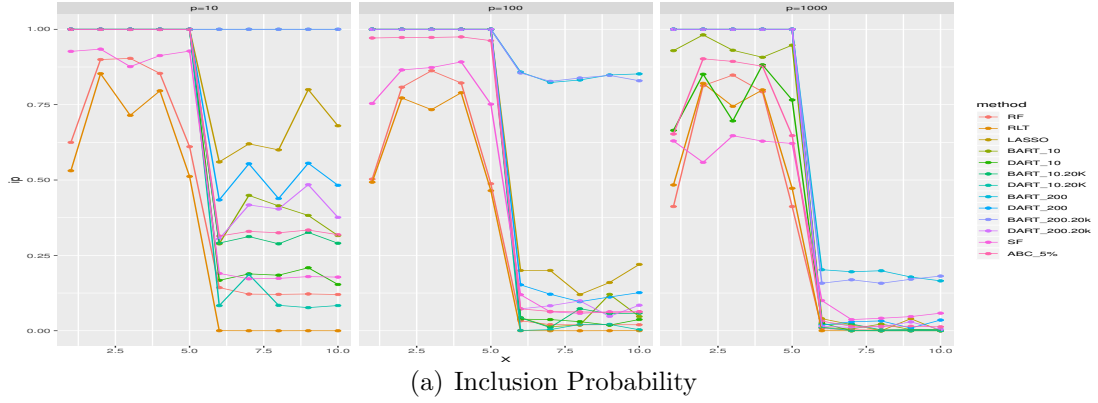 p=10
p=100
p=1000
1.00
0.75
0.50
0.25
0.00
ip
2.5
5.0
7.5
10.0
2.5
5.0
7.5
10.0
2.5
5.0
7.5
10.0
X
method
RF
RLT
LASSO
BART_10
DART_10
BART_10.20K
DART_10.20K
BART_200
DART_200
BART_200.20k
DART_200.20k
SF
ABC_5%
(a) Inclusion Probability